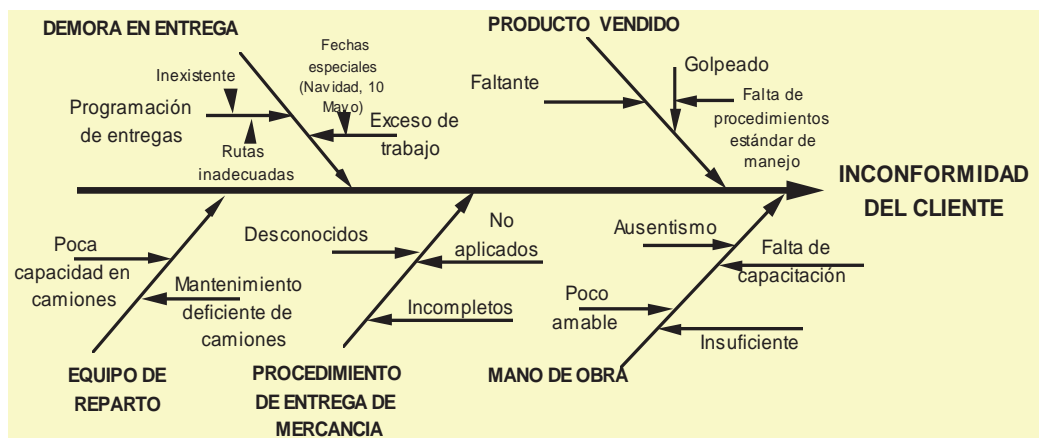 DEMORA EN ENTREGA
Inexistente
Programación
de entregas
Rutas
inadecuadas
Fechas
especiales
(Navidad, 10
Mayo)
Exceso de
trabajo
PRODUCTO VENDIDO
Faltante
Golpeado
Falta de
procedimientos
estándar de
manejo
INCONFORMIDAD
DEL CLIENTE
Poca
capacidad en
camiones
Mantenimiento
deficiente de
camiones
EQUIPO DE
REPARTO
Desconocidos
No
aplicados
Incompletos
PROCEDIMIENTO
DE ENTREGA DE
MERCANCIA
Ausentismo
Falta de
capacitación
Poco
amable
Insuficiente
MANO DE OBRA